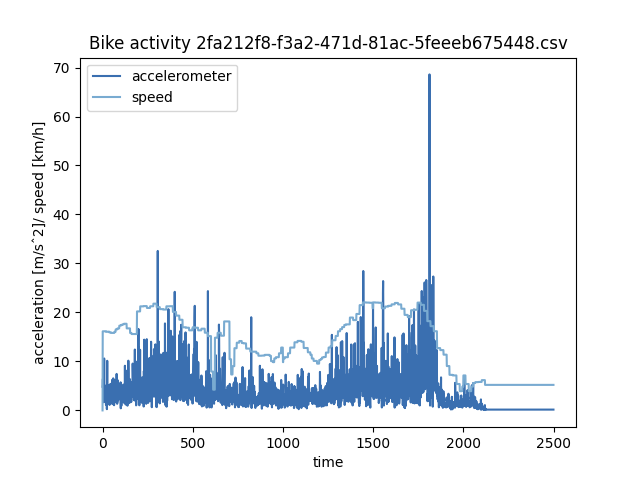 Bike activity 2fa212f8-f3a2-471d-81ac-5feeeb675448.csv
accelerometer
speed
70
60
50
40
30
20
10
0
acceleration [m/sˆ2]/ speed [km/h]
0 500 1000 1500 2000 2500
time